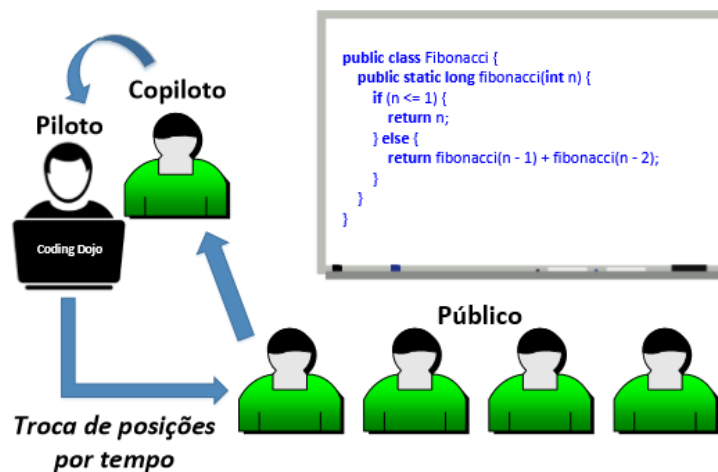 Copiloto
Piloto
Coding Dojo
public class Fibonacci {
public static long fibonacci(int n) {
if (n <= 1) {
return n;
} else {
return fibonacci(n - 1) + fibonacci(n - 2);
}
}
}
Público
Troca de posições
por tempo